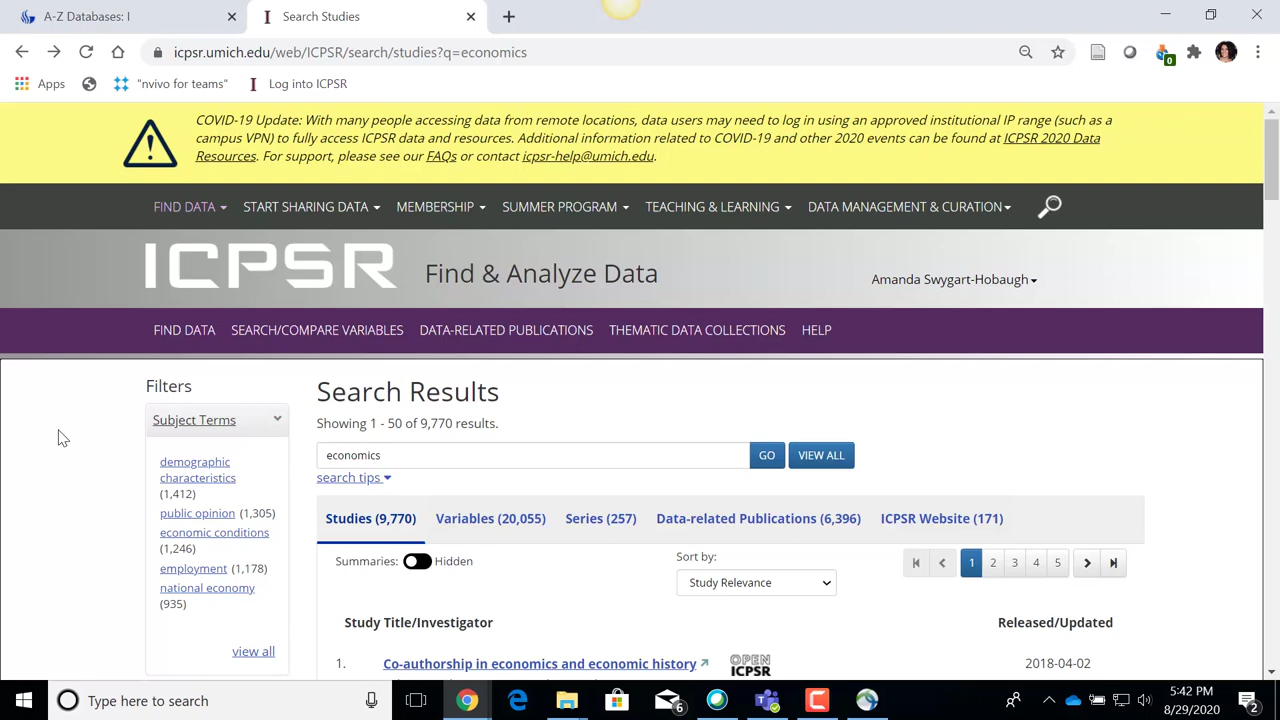 A-Z Databases: I
Search Studies
icpsr.umich.edu/web/ICPSR/search/studies?q=economics
0
Apps
"nvivo for teams"
Log into ICPSR
COVID-19 Update: With many people accessing data from remote locations, data users may need to log in using an approved institutional IP range (such as a
campus VPN) to fully access ICPSR data and resources. Additional information related to COVID-19 and other 2020 events can be found at ICPSR 2020 Data
Resources. For support, please see our FAQs or contact icpsr-help@umich.edu.
FIND DATA START SHARING DATA MEMBERSHIP SUMMER PROGRAM TEACHING & LEARNING DATA MANAGEMENT & CURATION
ICPSR Find & Analyze Data
Amanda Swygart-Hobaugh
FIND DATA SEARCH/COMPARE VARIABLES DATA-RELATED PUBLICATIONS THEMATIC DATA COLLECTIONS HELP
Filters
Subject Terms
demographic
characteristics
(1,412)
public opinion (1,305)
economic conditions
(1,246)
employment (1,178)
national economy
(935)
view all
Search Results
Showing 1 - 50 of 9,770 results.
economics GO VIEW ALL
search tips
Studies (9,770) Variables (20,055) Series (257) Data-related Publications (6,396) ICPSR Website (171)
Summaries: Hidden
Sort by:
Study Relevance
1 2 3 4 5
Study Title/Investigator Released/Updated
1. Co-authorship in economics and economic history OPEN ICPSR 2018-04-02
Type here to search
6
5:42 PM
8/29/2020
2